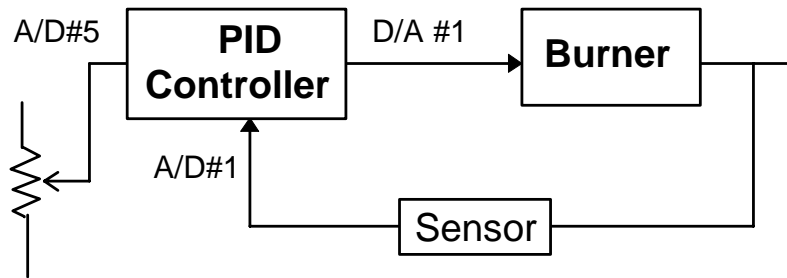 A/D#5
PID
Controller
D/A #1
Burner
A/D#1
Sensor